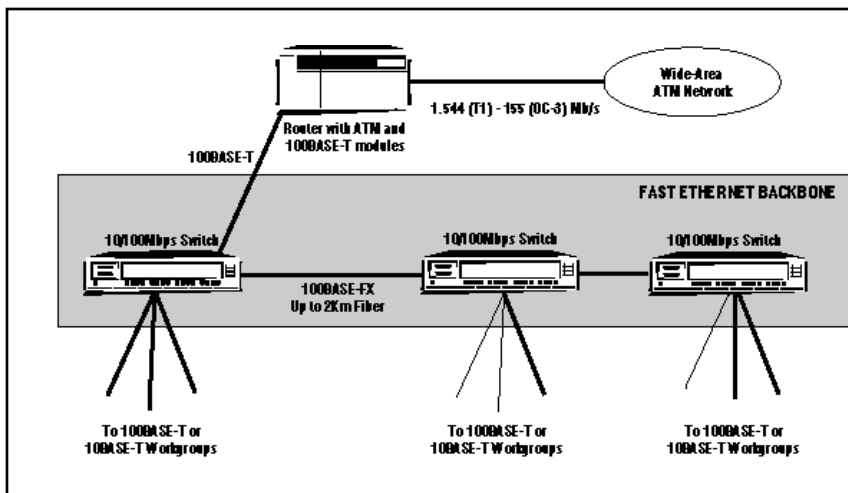 Wide-Area
ATM Network
1.544 (T1) - 155 (OC-3) Mb/s
Router with ATM and
100BASE-T modules
100BASE-T
FAST ETHERNET BACKBONE
10/100Mbps Switch
10/100Mbps Switch
10/100Mbps Switch
100BASE-FX
Up to 2Km Fiber
To 100BASE-T or
10BASE-T Workgroups
To 100BASE-T or
10BASE-T Workgroups
To 100BASE-T or
10BASE-T Workgroups